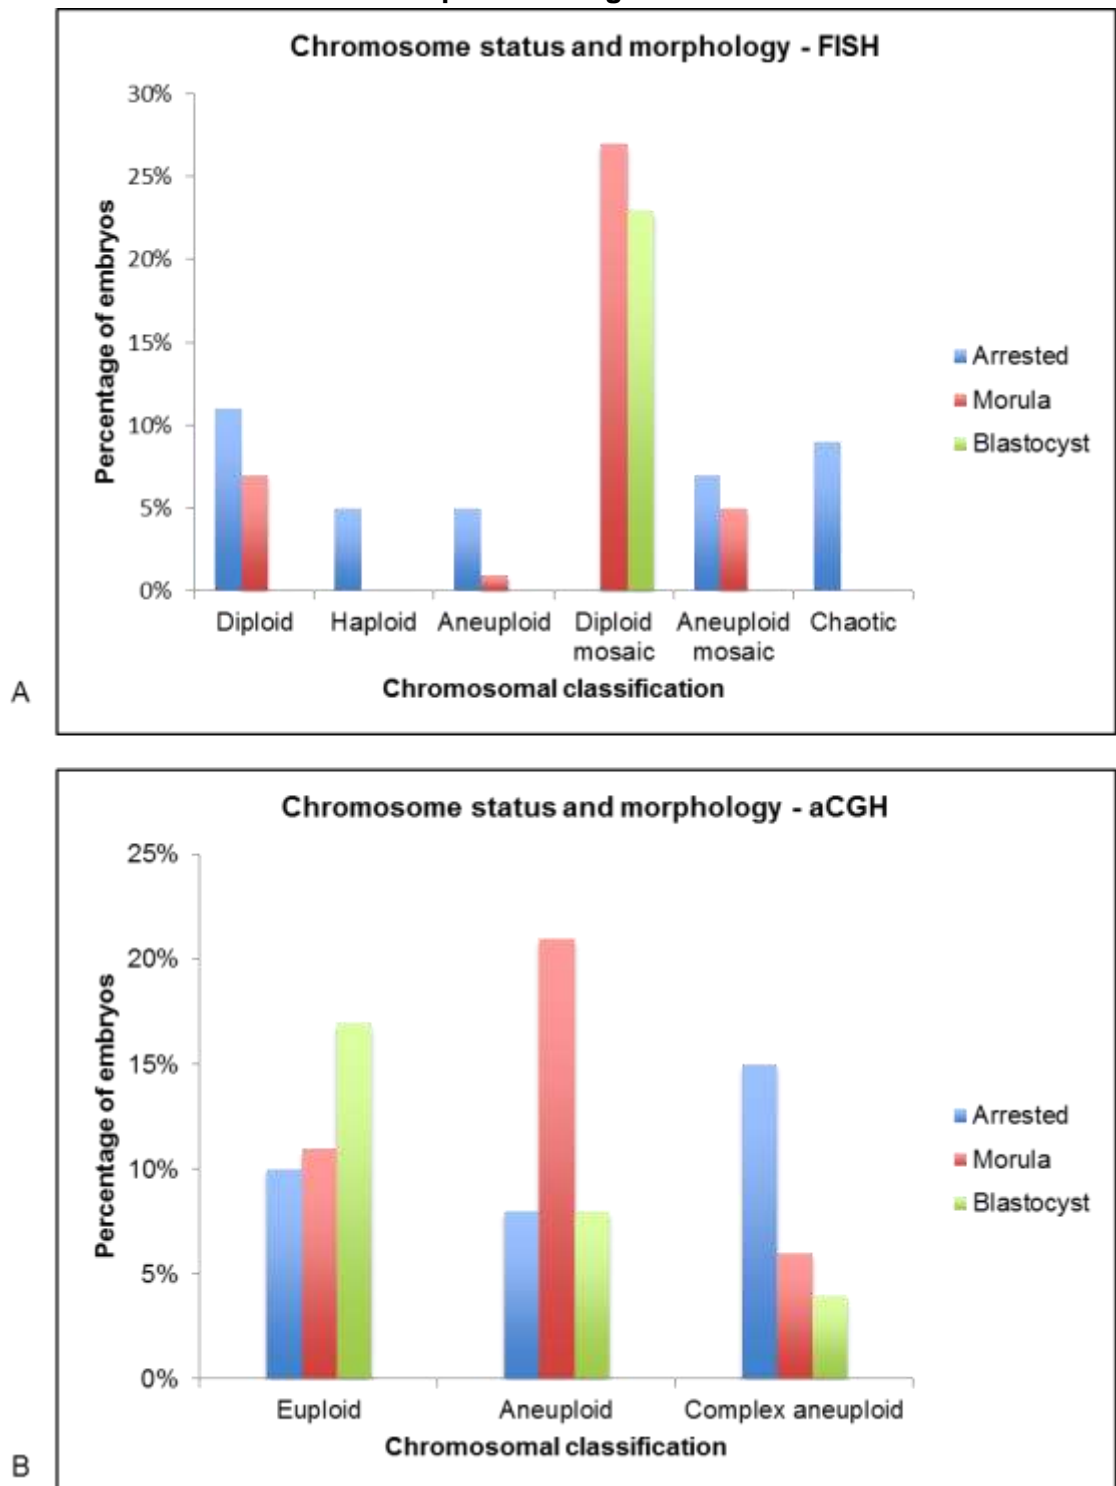 Chromosome status and morphology - FISH
30%
25%
20%
15%
10%
5%
0%
Percentage of embryos
Diploid Haploid Aneuploid Diploid mosaic Aneuploid mosaic Chaotic
Chromosomal classification
Arrested
Morula
Blastocyst
A
Chromosome status and morphology - aCGH
25%
20%
15%
10%
5%
0%
Percentage of embryos
Euploid Aneuploid Complex aneuploid
Chromosomal classification
Arrested
Morula
Blastocyst
B